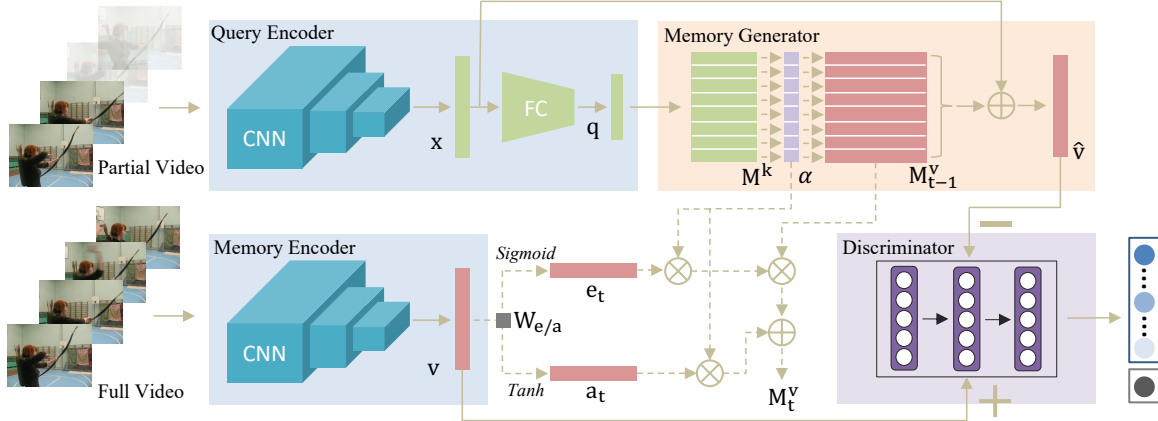 Query Encoder
Memory Generator
CNN
FC
x
q
M^k
α
M^v_{t−1}
v̂
Partial Video
Memory Encoder
Sigmoid
Discriminator
e_t
W_{e/a}
CNN
v
Tanh
a_t
M^v_t
Full Video